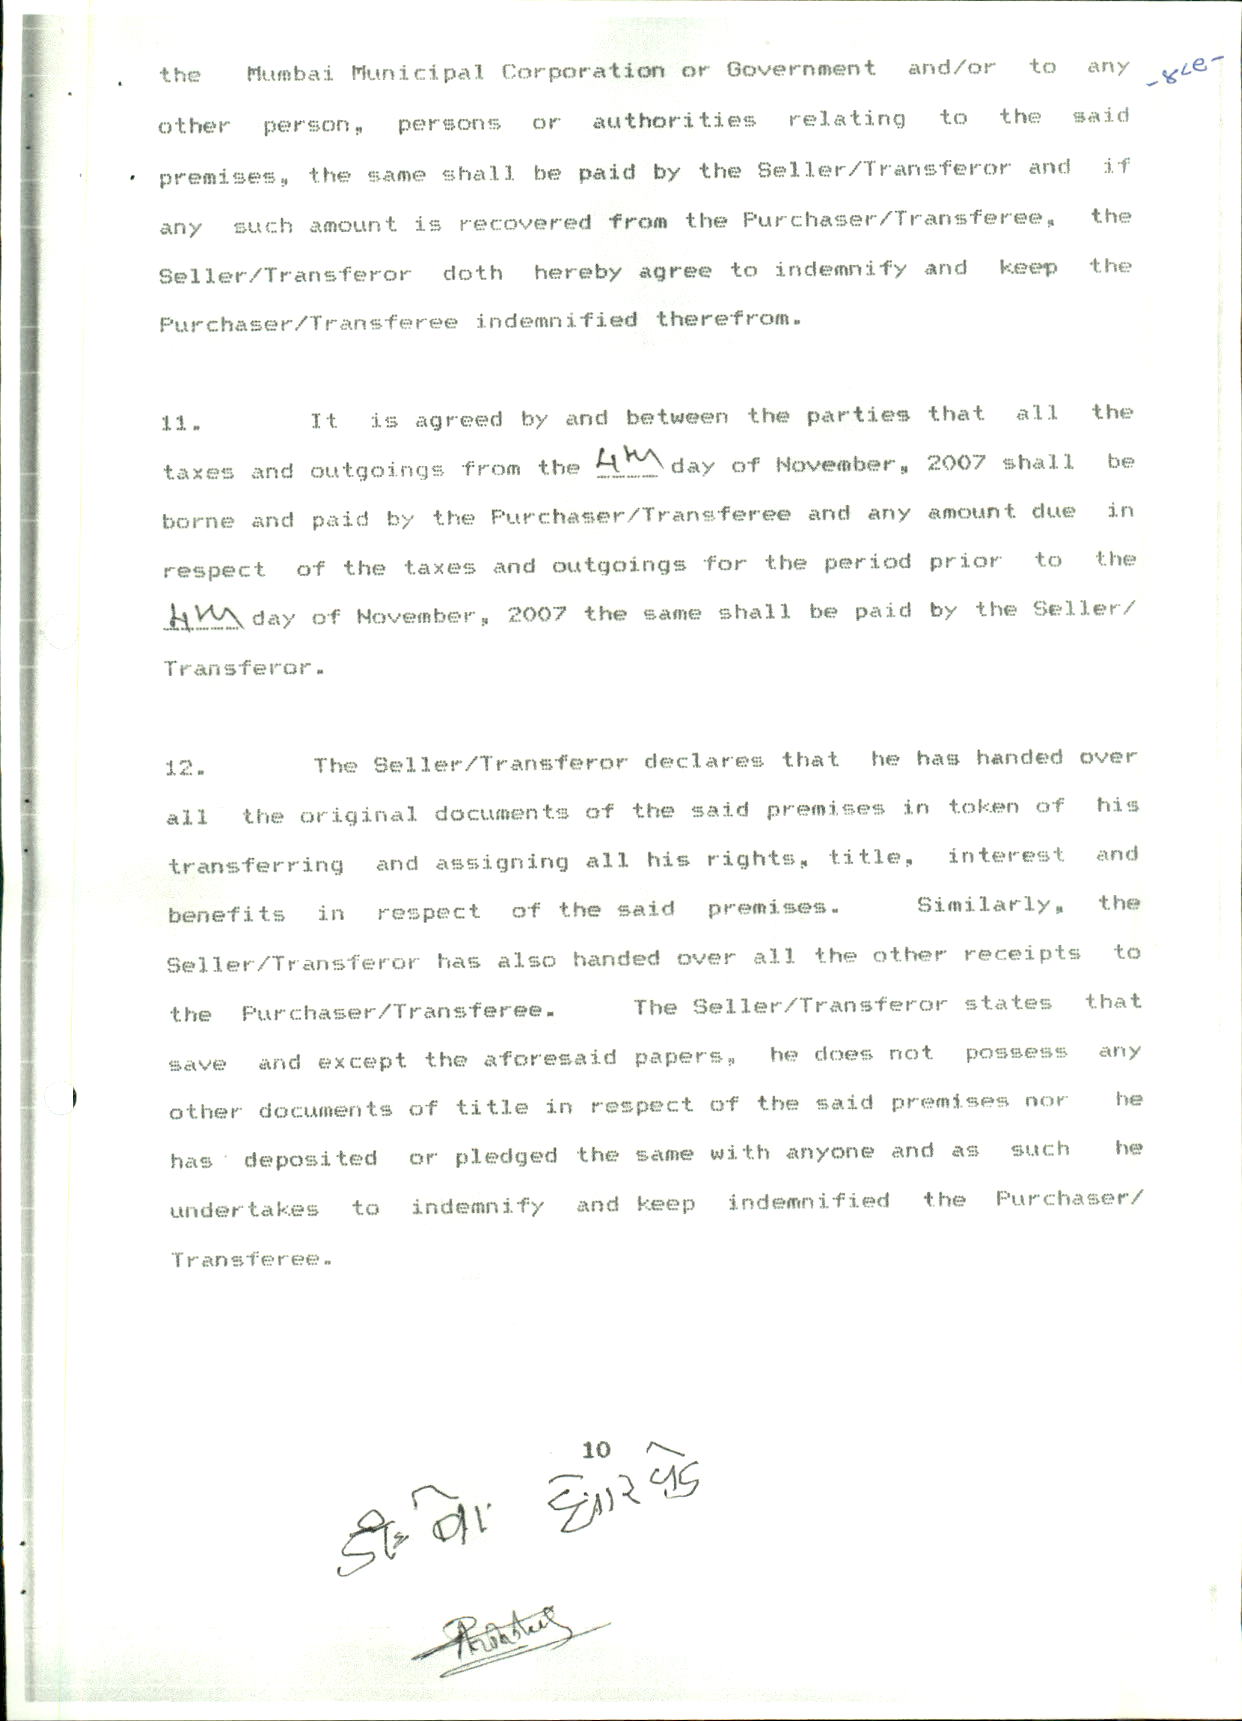 the Mumbai Municipal Corporation or Government and/or to any
other person, persons or authorities relating to the said
premises, the same shall be paid by the Seller/Transferor and if
any such amount is recovered from the Purchaser/Transferee, the
Seller/Transferor doth hereby agree to indemnify and keep the
Purchaser/Transferee indemnified therefrom.
11. It is agreed by and between the parties that all the
taxes and outgoings from the 4th day of November, 2007 shall be
borne and paid by the Purchaser/Transferee and any amount due in
respect of the taxes and outgoings for the period prior to the
4th day of November, 2007 the same shall be paid by the Seller/
Transferor.
12. The Seller/Transferor declares that he has handed over
all the original documents of the said premises in token of his
transferring and assigning all his rights, title, interest and
benefits in respect of the said premises. Similarly, the
Seller/Transferor has also handed over all the other receipts to
the Purchaser/Transferee. The Seller/Transferor states that
save and except the aforesaid papers, he does not possess any
other documents of title in respect of the said premises nor he
has deposited or pledged the same with anyone and as such he
undertakes to indemnify and keep indemnified the Purchaser/
Transferee.
10